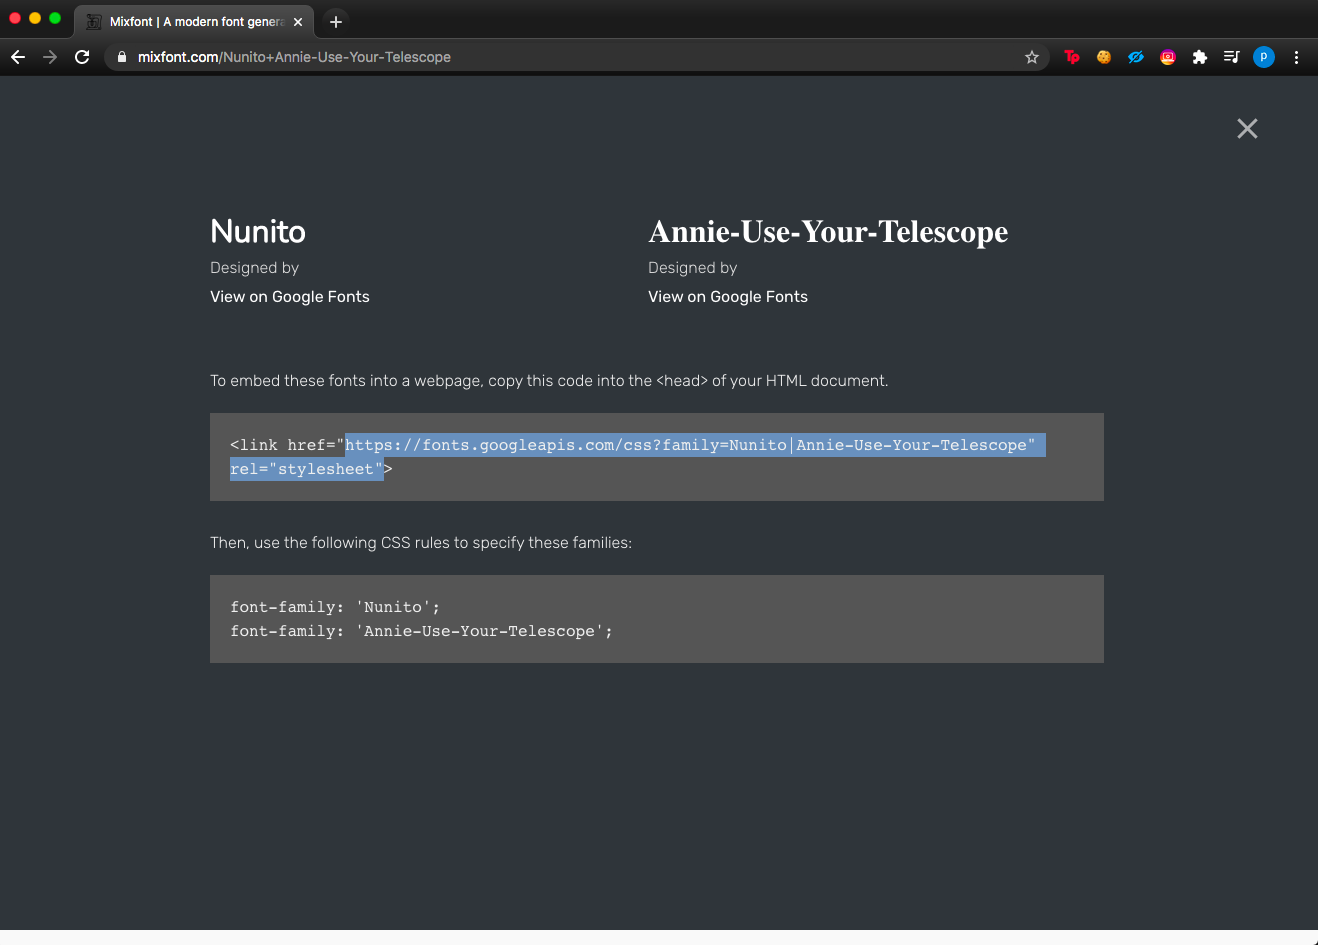 Mixfont | A modern font genera
mixfont.com/Nunito+Annie-Use-Your-Telescope
Tp
P
Nunito
Designed by
View on Google Fonts
Annie-Use-Your-Telescope
Designed by
View on Google Fonts
To embed these fonts into a webpage, copy this code into the <head> of your HTML document.
<link href="https://fonts.googleapis.com/css?family=Nunito|Annie-Use-Your-Telescope"
rel="stylesheet">
Then, use the following CSS rules to specify these families:
font-family: 'Nunito';
font-family: 'Annie-Use-Your-Telescope';